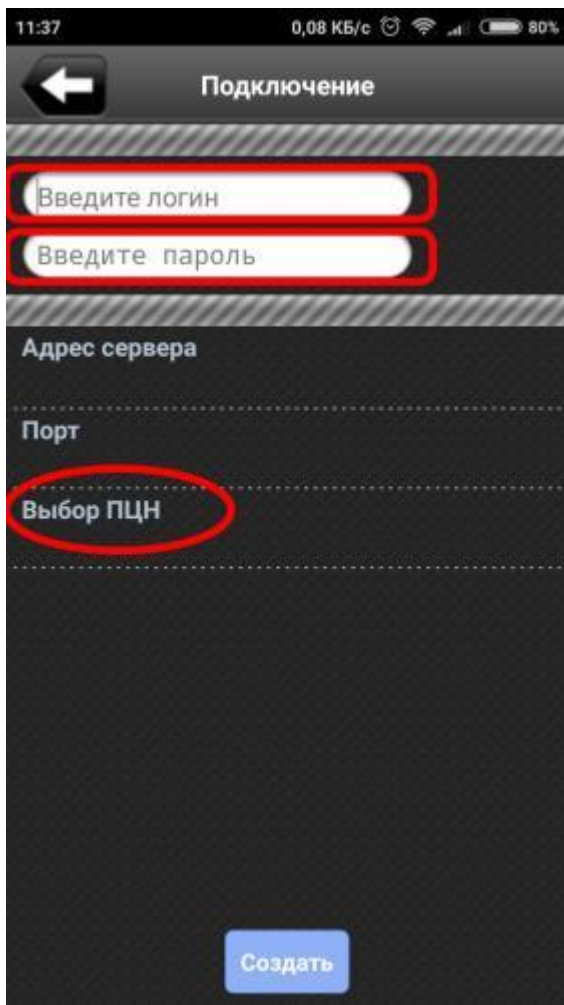 11:37 0,08 КБ/с 80%
Подключение
Введите логин
Введите пароль
Адрес сервера
Порт
Выбор ПЦН
Создать